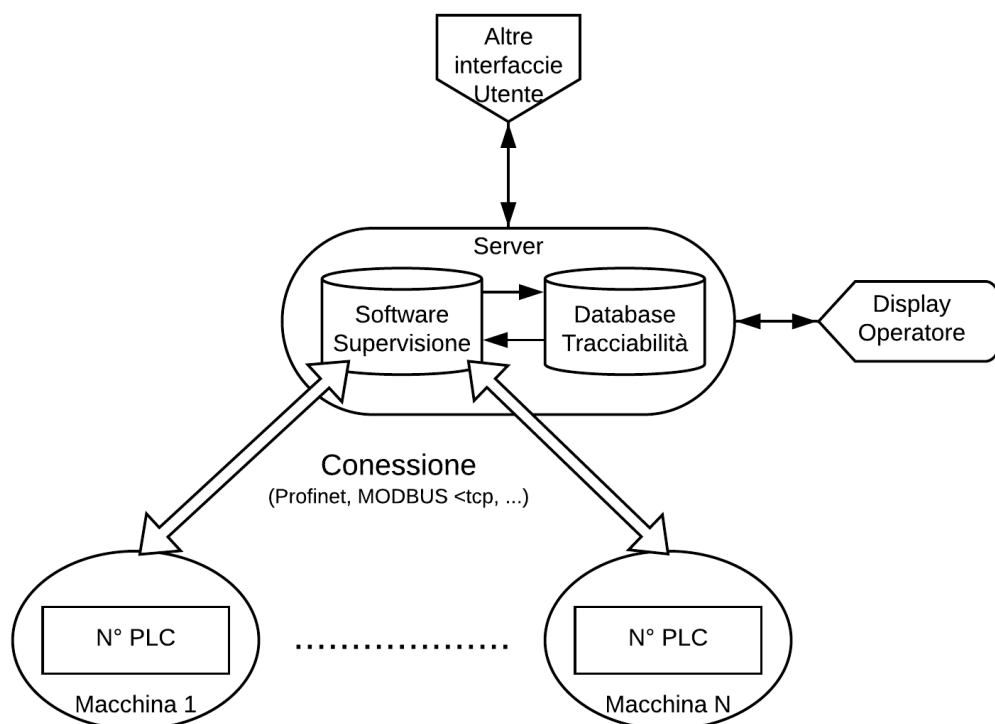 Altre
interfaccie
Utente
Server
Software
Supervisione
Database
Tracciabilità
Display
Operatore
Conessione
(Profinet, MODBUS <tcp, ...)
N° PLC
N° PLC
Macchina 1
Macchina N